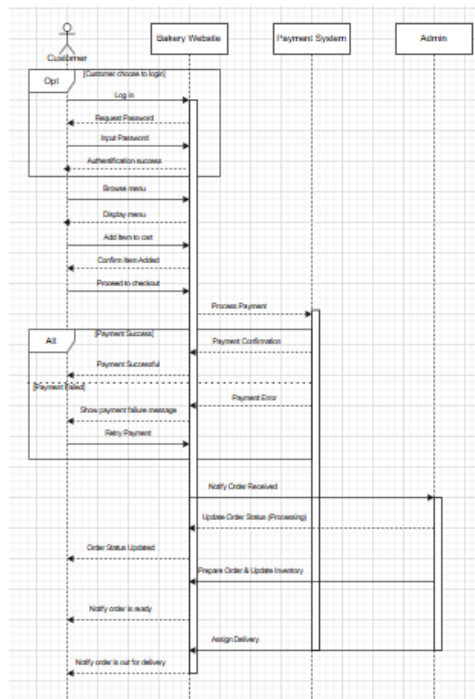 Customer
Bakery Website
Payment System
Admin
Opt
[Customer choose to login]
Log in
Request Password
Input Password
Authentification success
Browse menu
Display menu
Add Item to cart
Confirm Item Added
Proceed to checkout
Process Payment
Alt
[Payment Success]
Payment Confirmation
Payment Successful
[Payment Failed]
Payment Error
Show payment failure message
Retry Payment
Notify Order Received
Update Order Status (Processing)
Order Status Updated
Prepare Order & Update Inventory
Notify order is ready
Assign Delivery
Notify order is out for delivery